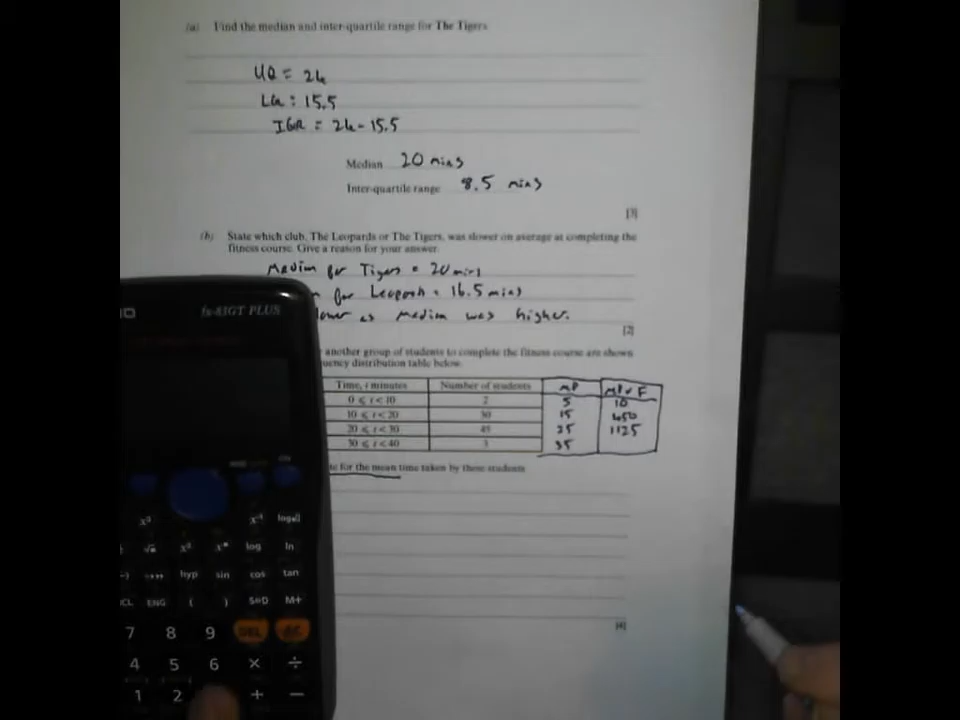 (a) Find the median and inter-quartile range for The Tigers
UQ = 24
LQ : 15.5
IQR = 24 - 15.5
Median 20 mins
Inter-quartile range 8.5 mins
[3]
(b) State which club, The Leopards or The Tigers, was slower on average at completing the
fitness course. Give a reason for your answer.
Median for Tigers = 20 mins
for Leopards = 16.5 mins
lower as median was higher.
[2]
another group of students to complete the fitness course are shown
uency distribution table below.
Time, t minutes Number of students MP MP x F
0 ⩽ t < 10 2 5 10
10 ⩽ t < 20 30 15 450
20 ⩽ t < 30 45 25 1125
30 ⩽ t < 40 3 35
te for the mean time taken by these students
[4]
fx-83GT PLUS
x³ x⁻¹ log
x² log ln
(−) hyp sin cos tan
ENG ( ) S⇔D M+
7 8 9 DEL AC
4 5 6 × ÷
1 2 + −